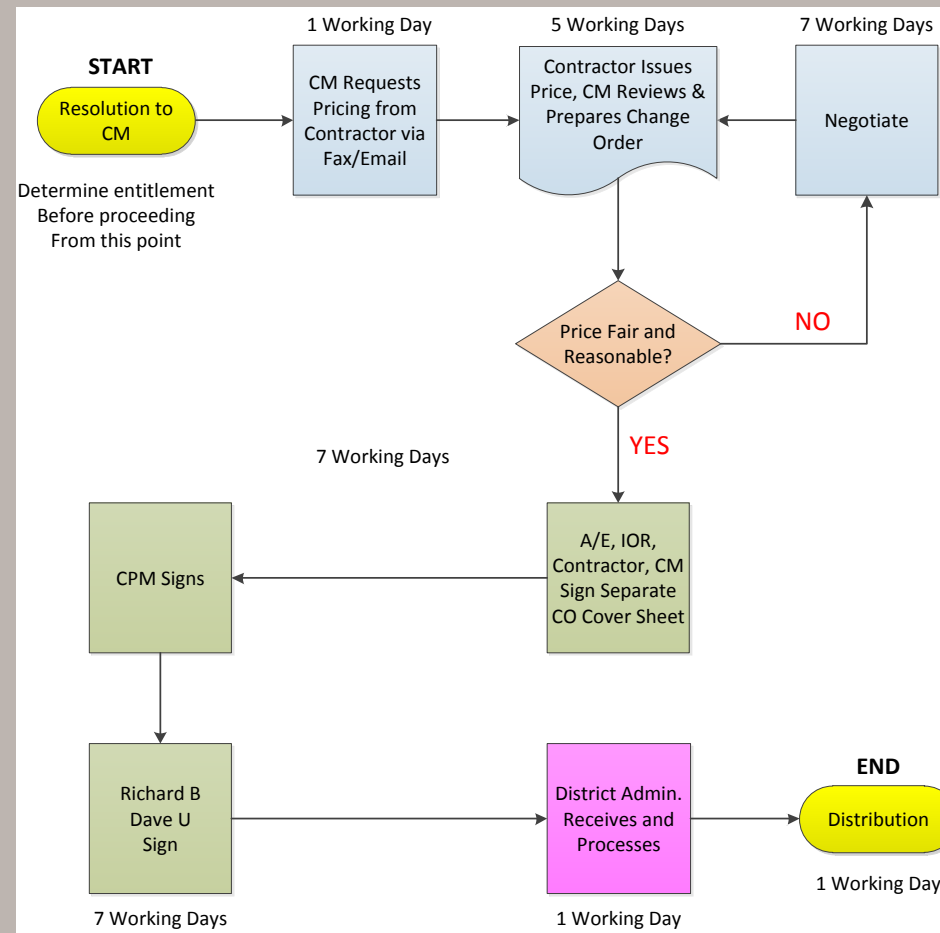 1 Working Day
5 Working Days
7 Working Days
START
Resolution to
CM
Determine entitlement
Before proceeding
From this point
CM Requests
Pricing from
Contractor via
Fax/Email
Contractor Issues
Price, CM Reviews &
Prepares Change
Order
Negotiate
Price Fair and
Reasonable?
NO
YES
7 Working Days
A/E, IOR,
Contractor, CM
Sign Separate
CO Cover Sheet
CPM Signs
Richard B
Dave U
Sign
7 Working Days
District Admin.
Receives and
Processes
1 Working Day
END
Distribution
1 Working Day